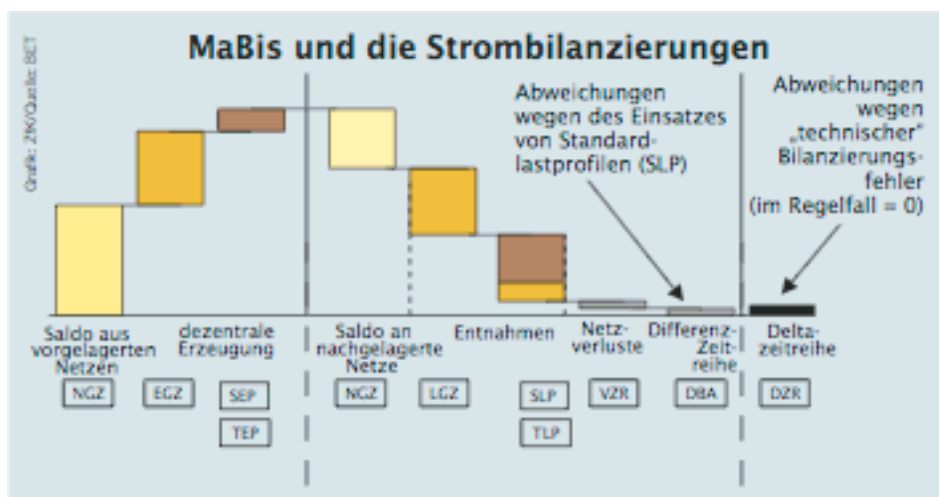 MaBis und die Strombilanzierungen
Grafik: ZfK/Quelle: BET
Abweichungen
wegen des Einsatzes
von Standard-
lastprofilen (SLP)
Abweichungen
wegen
„technischer“
Bilanzierungs-
fehler
(im Regelfall = 0)
Saldo aus
vorgelagerten
Netzen
dezentrale
Erzeugung
Saldo an
nachgelagerte
Netze
Entnahmen
Netz-
verluste
Differenz-
Zeit-
reihe
Delta-
zeitreihe
NGZ
EGZ
SEP
TEP
NGZ
LGZ
SLP
TLP
VZR
DBA
DZR